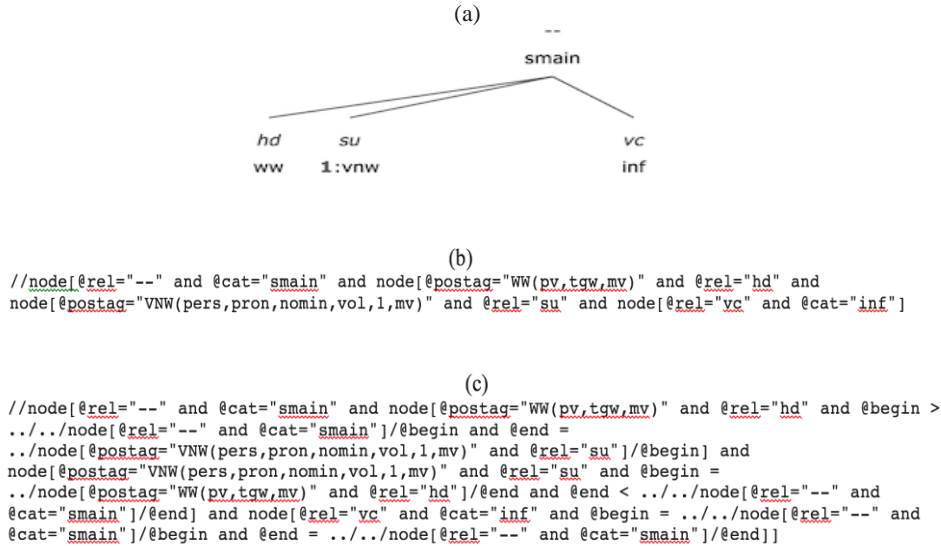 (a)
--
smain
hd su vc
ww 1:vnw inf
(b)
//node[@rel="--" and @cat="smain" and node[@postag="WW(pv,tgw,mv)" and @rel="hd" and
node[@postag="VNW(pers,pron,nomin,vol,1,mv)" and @rel="su" and node[@rel="vc" and @cat="inf"]
(c)
//node[@rel="--" and @cat="smain" and node[@postag="WW(pv,tgw,mv)" and @rel="hd" and @begin >
../../node[@rel="--" and @cat="smain"]/@begin and @end =
../node[@postag="VNW(pers,pron,nomin,vol,1,mv)" and @rel="su"]/@begin] and
node[@postag="VNW(pers,pron,nomin,vol,1,mv)" and @rel="su" and @begin =
../node[@postag="WW(pv,tgw,mv)" and @rel="hd"]/@end and @end < ../../node[@rel="--" and
@cat="smain"]/@end] and node[@rel="vc" and @cat="inf" and @begin = ../../node[@rel="--" and
@cat="smain"]/@begin and @end = ../../node[@rel="--" and @cat="smain"]/@end]]